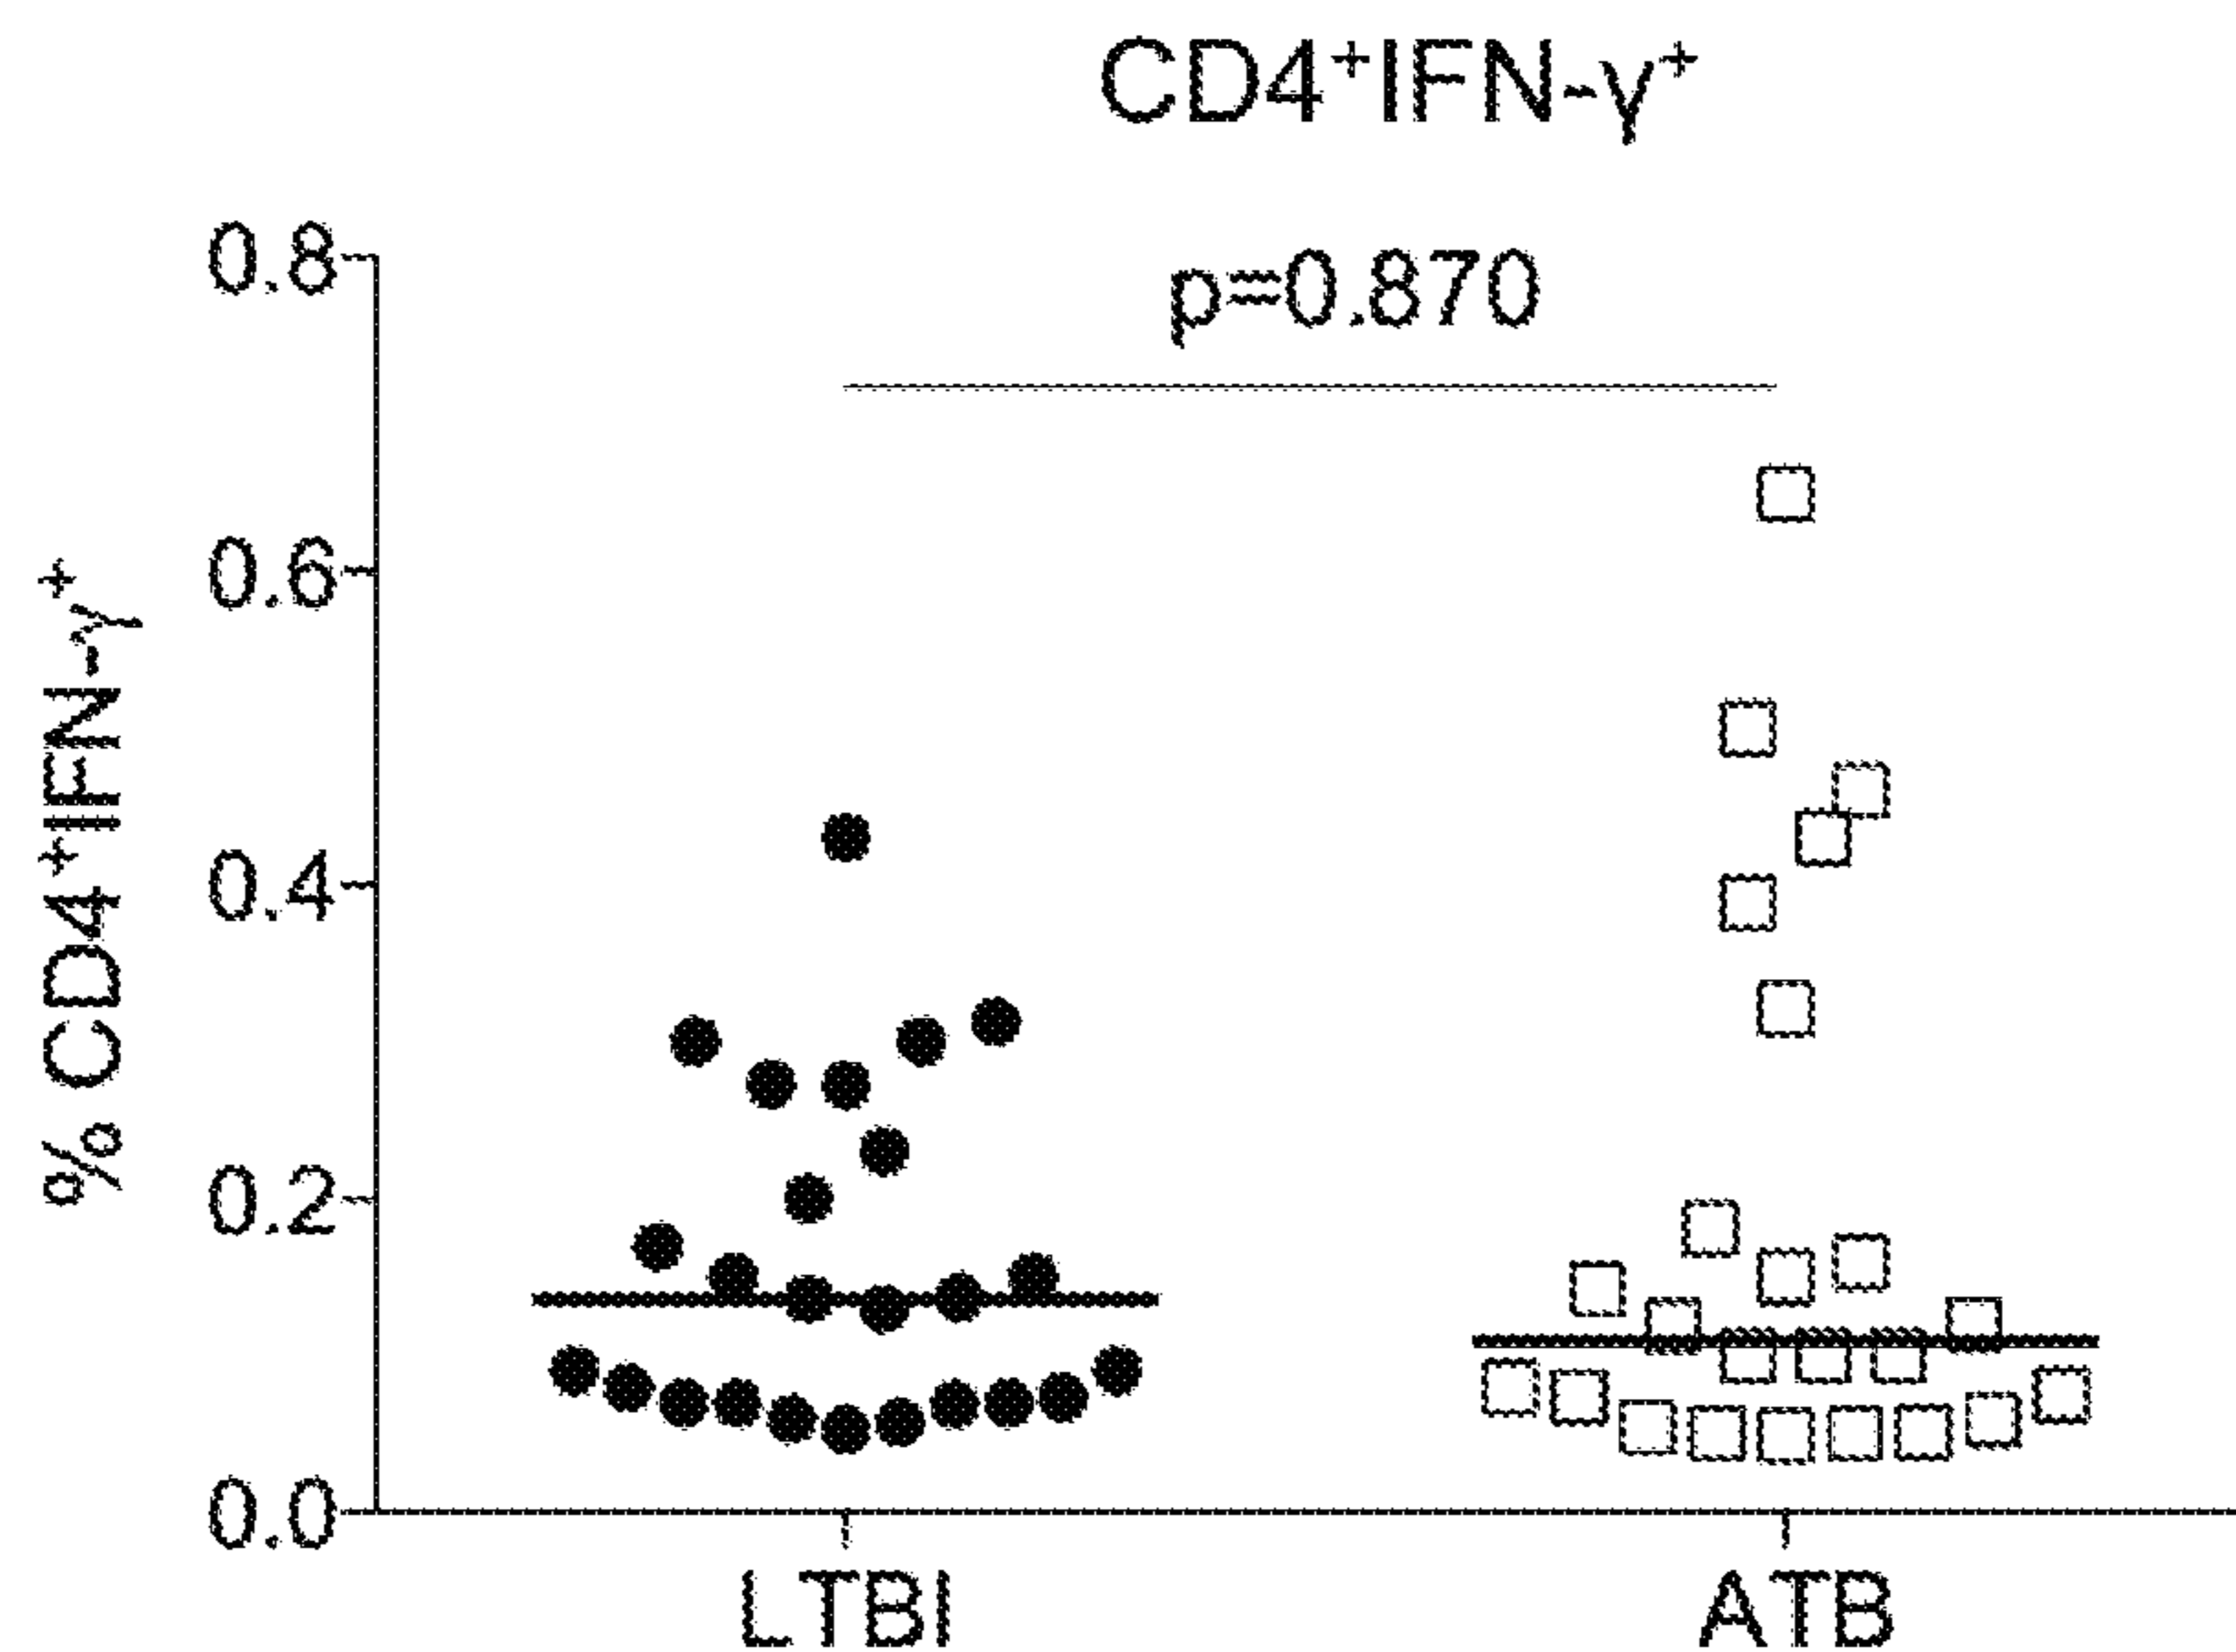 CD4⁺IFN-γ⁺
p=0.870
% CD4⁺IFN-γ⁺
0.8
0.6
0.4
0.2
0.0
LTBI ATB